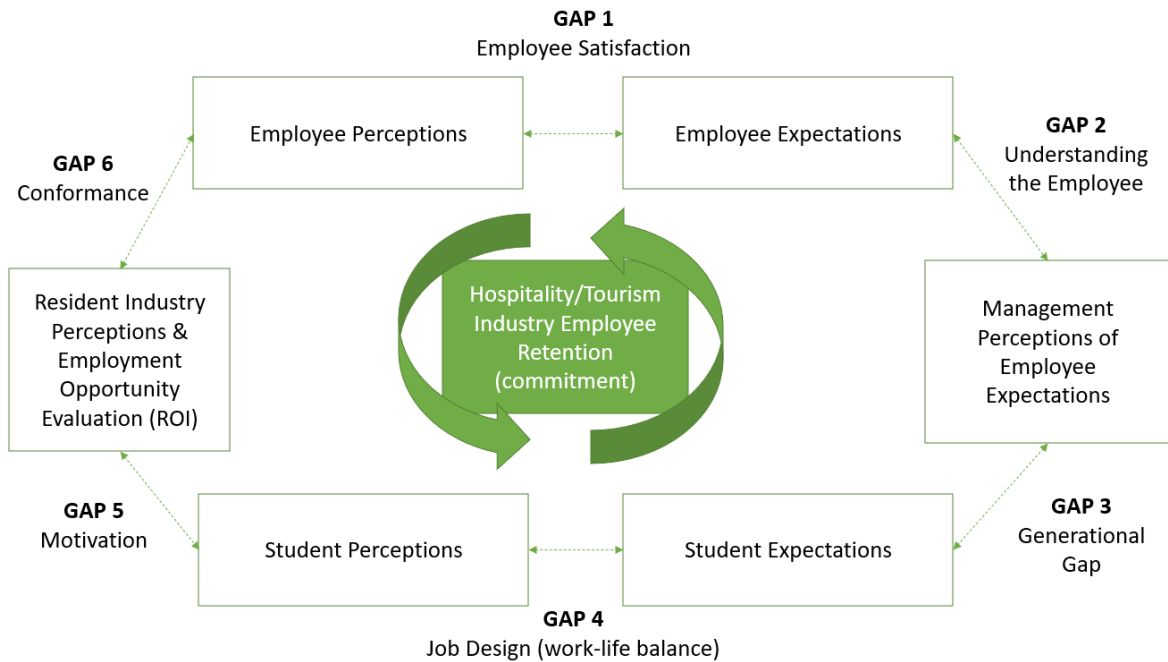 GAP 1
Employee Satisfaction
Employee Perceptions
Employee Expectations
GAP 2
Understanding
the Employee
GAP 6
Conformance
Resident Industry
Perceptions &
Employment
Opportunity
Evaluation (ROI)
Hospitality/Tourism
Industry Employee
Retention
(commitment)
Management
Perceptions of
Employee
Expectations
GAP 5
Motivation
Student Perceptions
Student Expectations
GAP 3
Generational
Gap
GAP 4
Job Design (work-life balance)